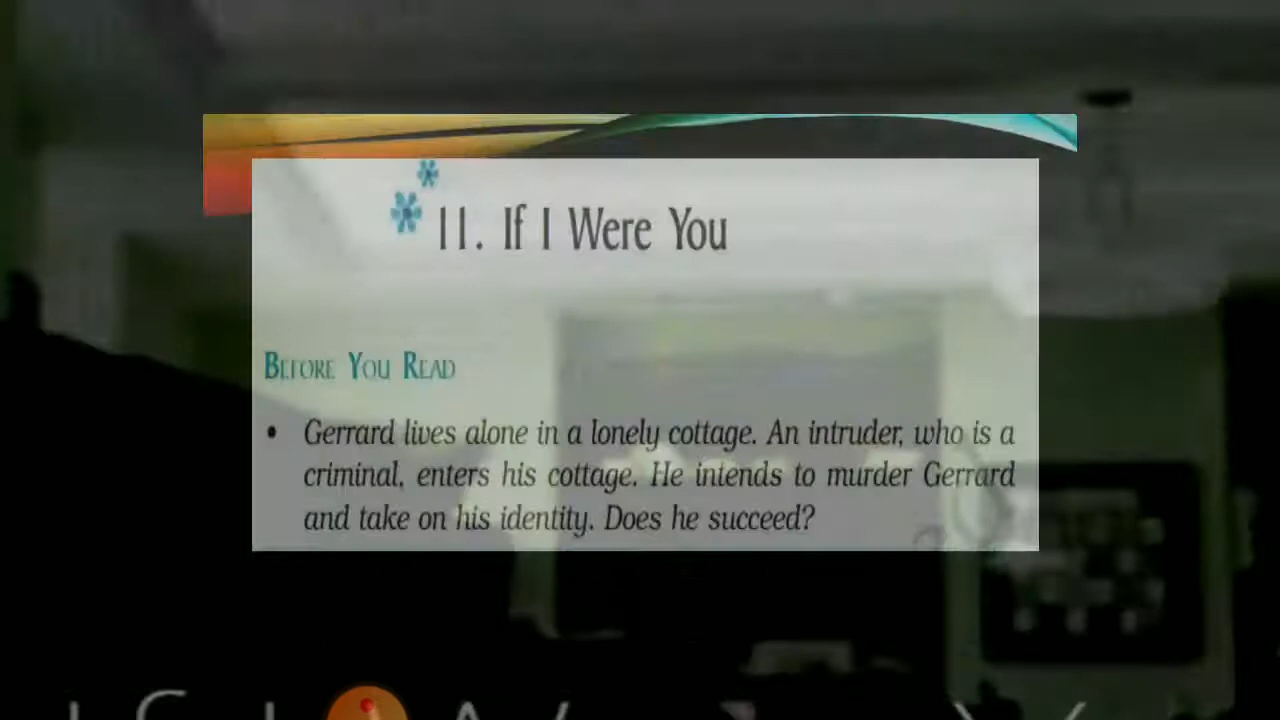 11. If I Were You
BEFORE YOU READ
• Gerrard lives alone in a lonely cottage. An intruder, who is a
criminal, enters his cottage. He intends to murder Gerrard
and take on his identity. Does he succeed?